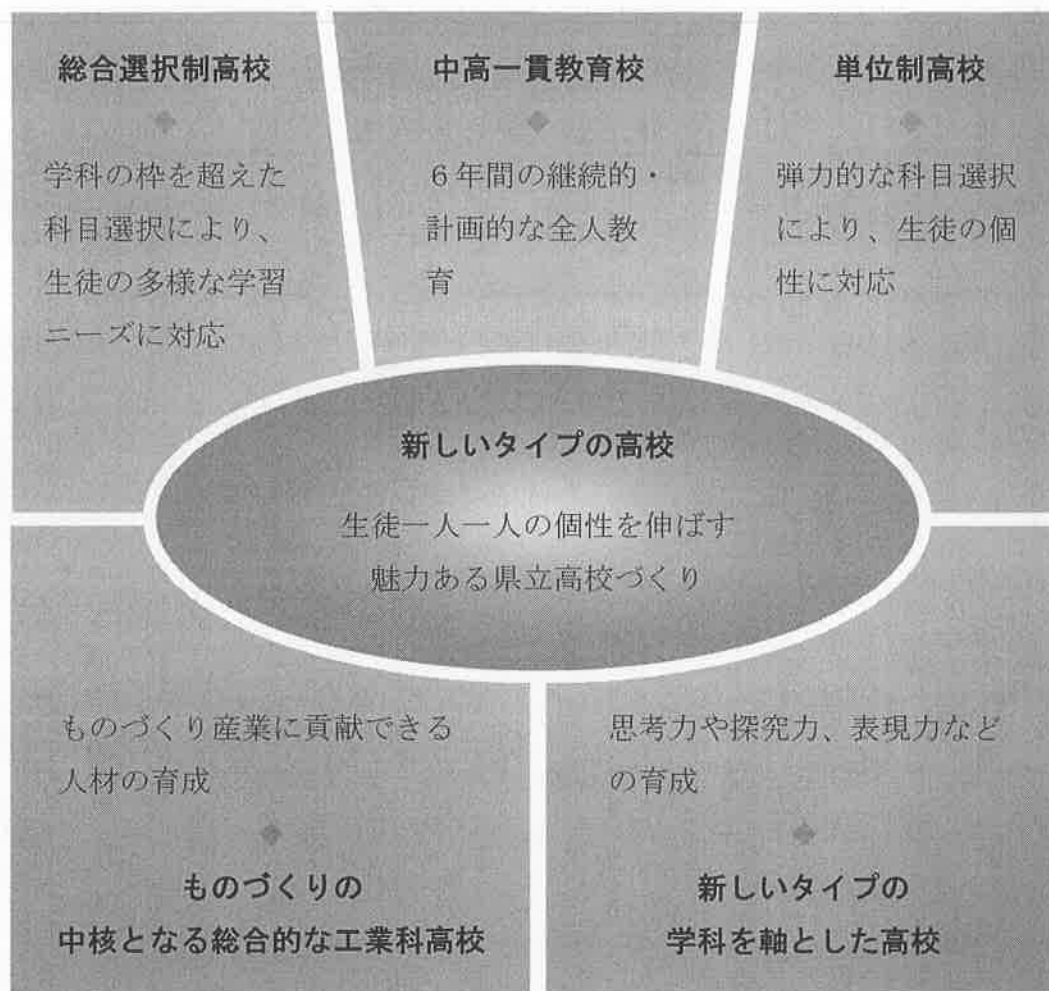 総合選択制高校
学科の枠を超えた
科目選択により、
生徒の多様な学習
ニーズに対応
中高一貫教育校
6年間の継続的・
計画的な全人教
育
単位制高校
弾力的な科目選択
により、生徒の個
性に対応
新しいタイプの高校
生徒一人一人の個性を伸ばす
魅力ある県立高校づくり
ものづくり産業に貢献できる
人材の育成
ものづくりの
中核となる総合的な工業科高校
思考力や探究力、表現力など
の育成
新しいタイプの
学科を軸とした高校